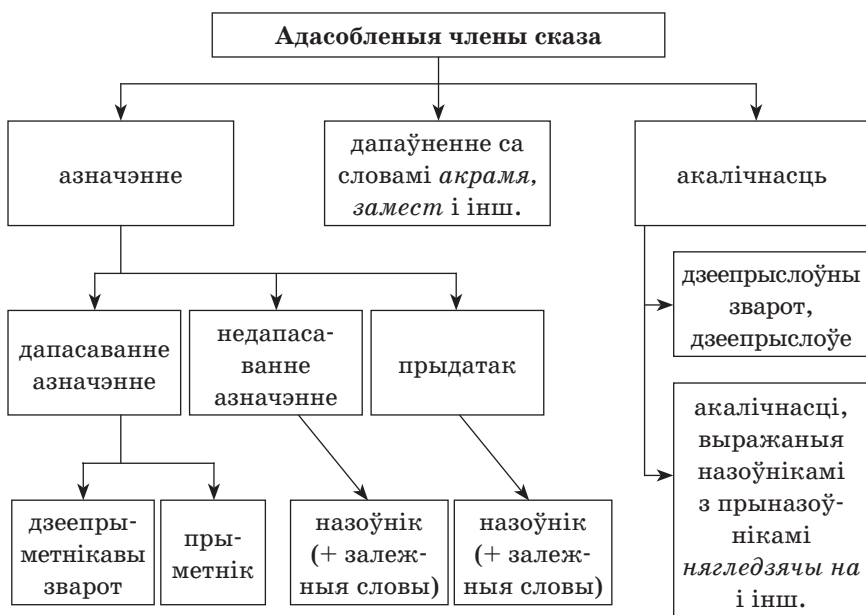 Адасобленыя члены сказа
азначэнне
дапаўненне са
словамі акрамя,
замест і інш.
акалічнасць
дзеепрыслоўны
зварот,
дзеепрыслоўе
дапасаванне
азначэнне
недапаса-
ванне
азначэнне
прыдатак
акалічнасці,
выражаныя
назоўнікамі
з прыназоў-
нікамі
нягледзячы на
і інш.
дзеепры-
метнікавы
зварот
пры-
метнік
назоўнік
(+ залеж-
ныя словы)
назоўнік
(+ залеж-
ныя словы)